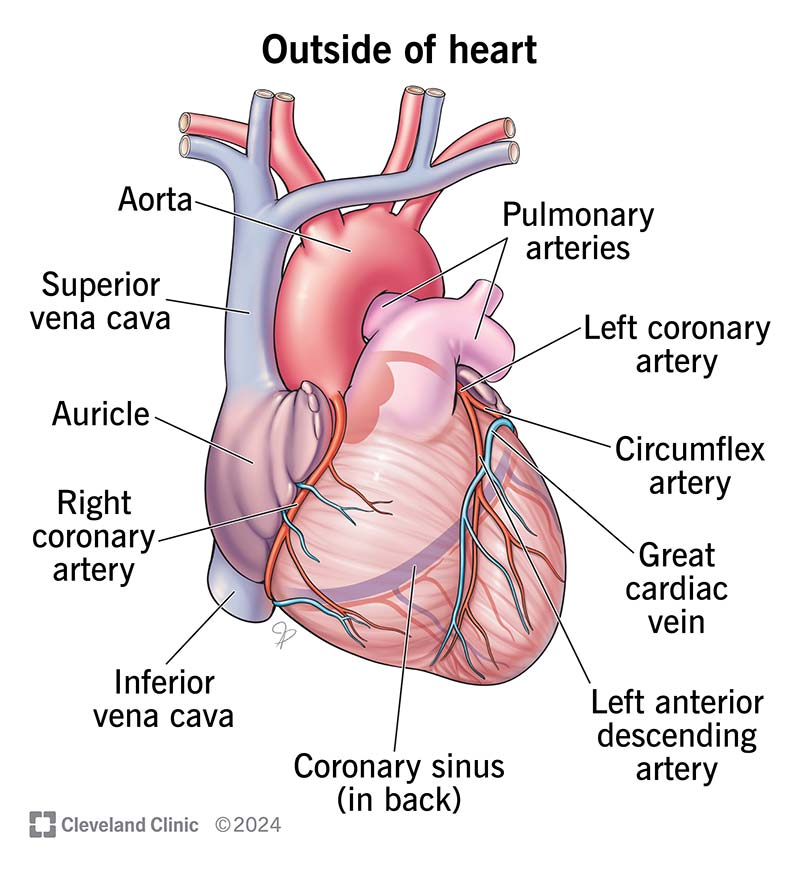 Outside of heart
Aorta
Pulmonary
arteries
Superior
vena cava
Left coronary
artery
Auricle
Circumflex
artery
Right
coronary
artery
Great
cardiac
vein
Inferior
vena cava
Left anterior
descending
artery
Coronary sinus
(in back)
Cleveland Clinic ©2024